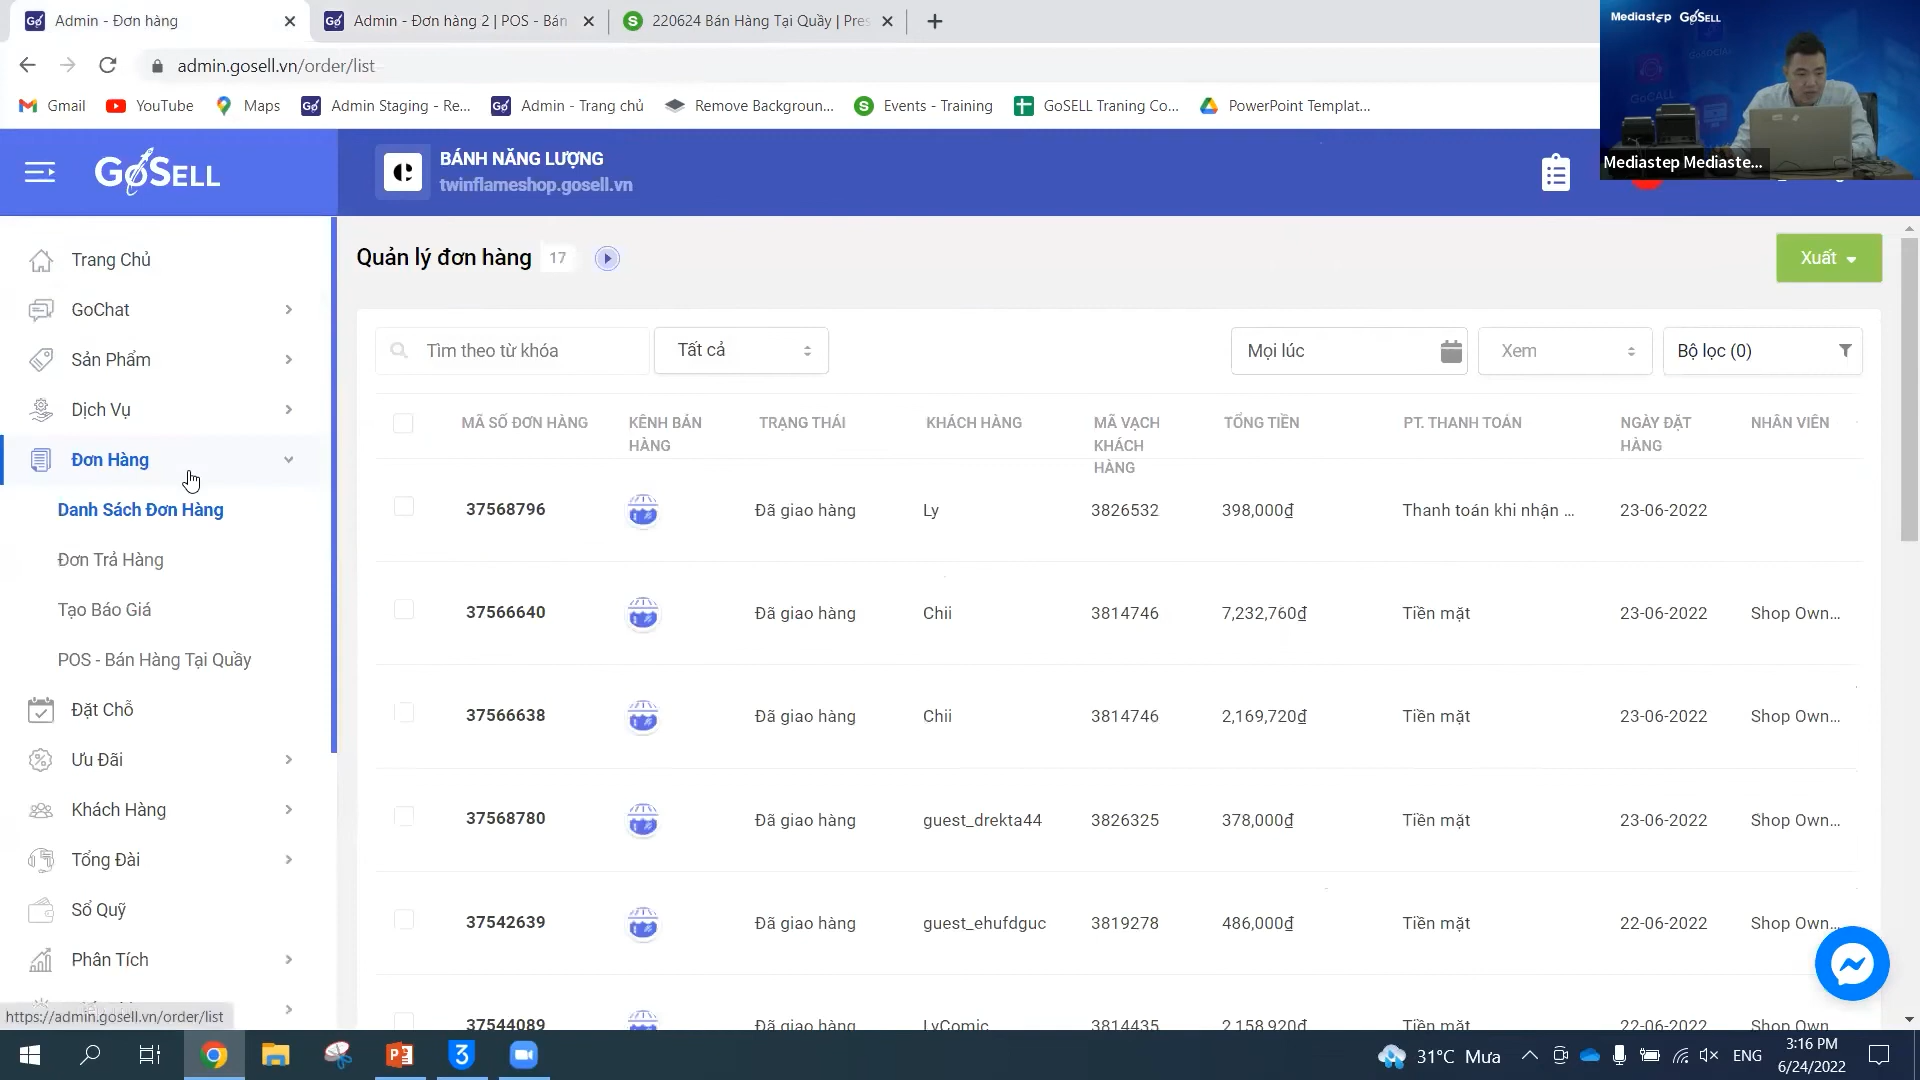 Admin - Đơn hàng
Admin - Đơn hàng 2 | POS - Bán
220624 Bán Hàng Tại Quầy | Pres
admin.gosell.vn/order/list
Gmail
YouTube
Maps
Admin Staging - Re...
Admin - Trang chủ
Remove Backgroun...
Events - Training
GoSELL Traning Co...
PowerPoint Templat...
Mediastep GoSELL
Mediastep Mediaste...
GoSELL
BÁNH NĂNG LƯỢNG
twinflameshop.gosell.vn
Trang Chủ
GoChat
Sản Phẩm
Dịch Vụ
Đơn Hàng
Danh Sách Đơn Hàng
Đơn Trả Hàng
Tạo Báo Giá
POS - Bán Hàng Tại Quầy
Đặt Chỗ
Ưu Đãi
Khách Hàng
Tổng Đài
Sổ Quỹ
Phân Tích
https://admin.gosell.vn/order/list
Quản lý đơn hàng 17
Xuất
Tìm theo từ khóa
Tất cả
Mọi lúc
Xem
Bộ lọc (0)
MÃ SỐ ĐƠN HÀNG
KÊNH BÁN
HÀNG
TRẠNG THÁI
KHÁCH HÀNG
MÃ VẠCH
KHÁCH
HÀNG
TỔNG TIỀN
PT. THANH TOÁN
NGÀY ĐẶT
HÀNG
NHÂN VIÊN
37568796 Đã giao hàng Ly 3826532 398,000₫ Thanh toán khi nhận ... 23-06-2022
37566640 Đã giao hàng Chii 3814746 7,232,760₫ Tiền mặt 23-06-2022 Shop Own...
37566638 Đã giao hàng Chii 3814746 2,169,720₫ Tiền mặt 23-06-2022 Shop Own...
37568780 Đã giao hàng guest_drekta44 3826325 378,000₫ Tiền mặt 23-06-2022 Shop Own...
37542639 Đã giao hàng guest_ehufdguc 3819278 486,000₫ Tiền mặt 22-06-2022 Shop Own...
37544089 Đã giao hàng LyComic 3814435 2,158,920₫ Tiền mặt 22-06-2022 Shop Own
31°C Mưa
ENG
3:16 PM
6/24/2022